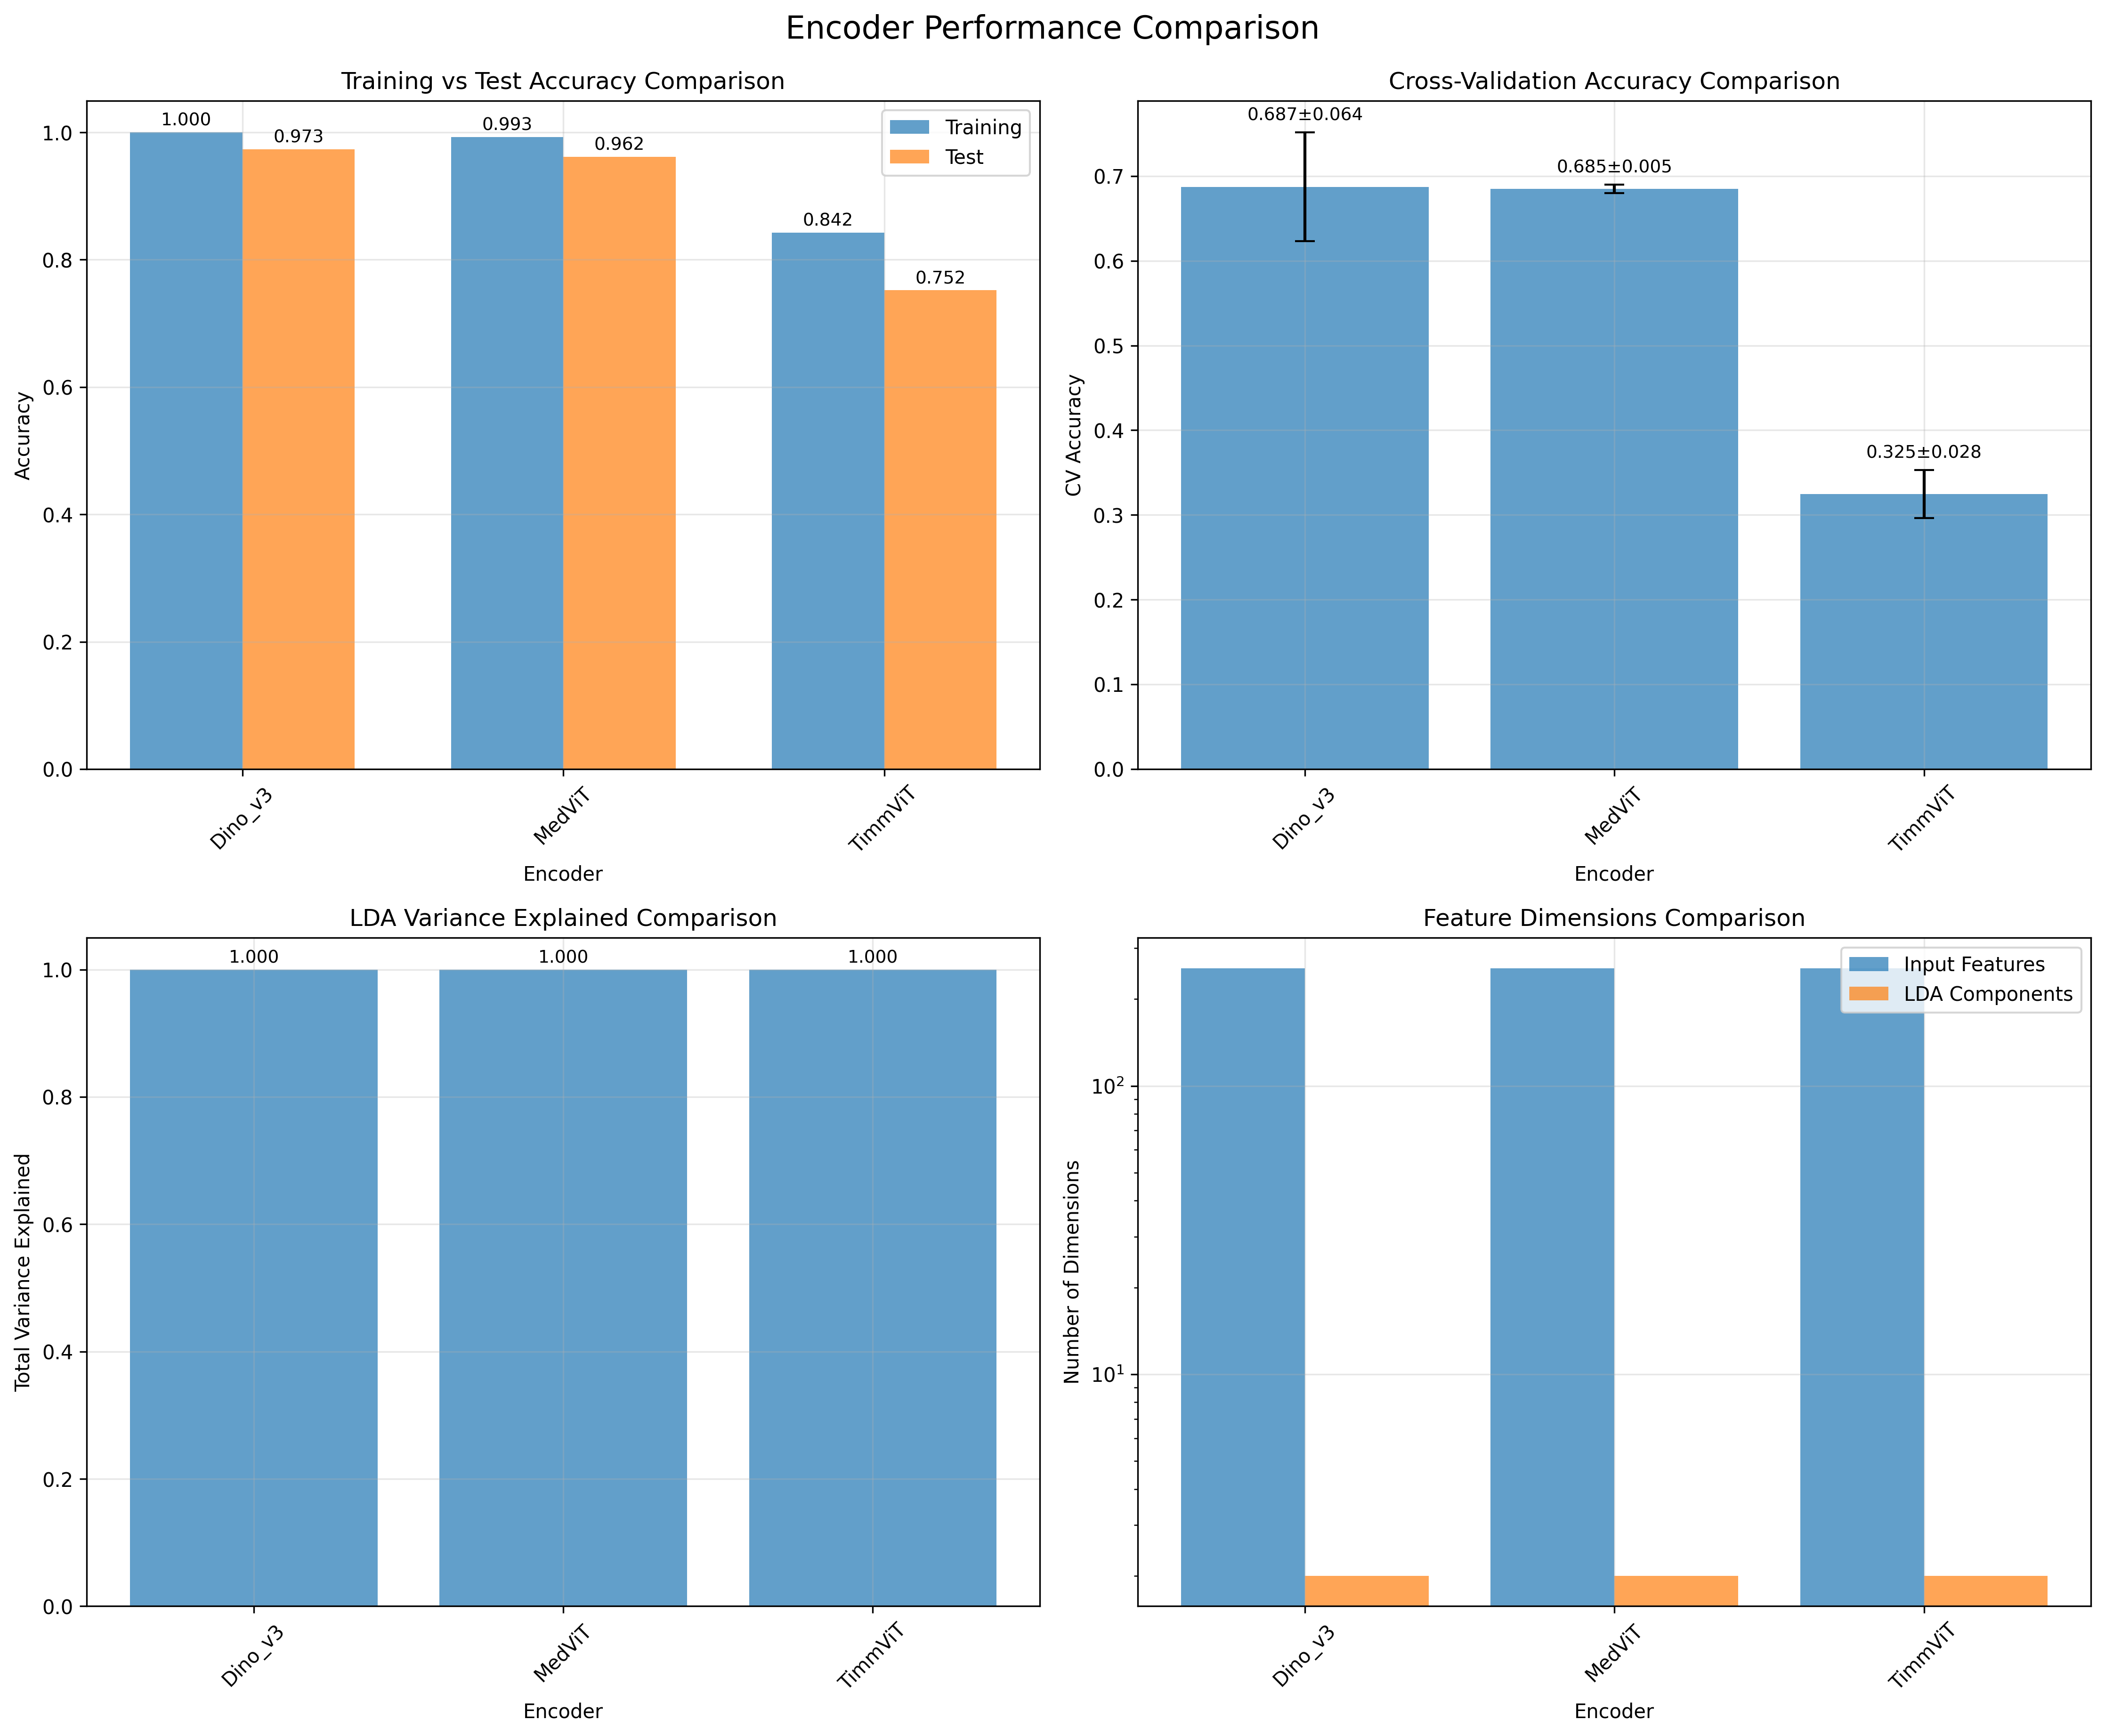 Encoder Performance Comparison
Training vs Test Accuracy Comparison
1.000
0.973
0.993
0.962
0.842
0.752
Training
Test
Accuracy
1.0
0.8
0.6
0.4
0.2
0.0
Dino_v3
MedViT
TimmViT
Encoder
Cross-Validation Accuracy Comparison
0.687±0.064
0.685±0.005
0.325±0.028
CV Accuracy
0.7
0.6
0.5
0.4
0.3
0.2
0.1
0.0
Dino_v3
MedViT
TimmViT
Encoder
LDA Variance Explained Comparison
1.000
1.000
1.000
Total Variance Explained
1.0
0.8
0.6
0.4
0.2
0.0
Dino_v3
MedViT
TimmViT
Encoder
Feature Dimensions Comparison
Input Features
LDA Components
Number of Dimensions
10²
10¹
Dino_v3
MedViT
TimmViT
Encoder